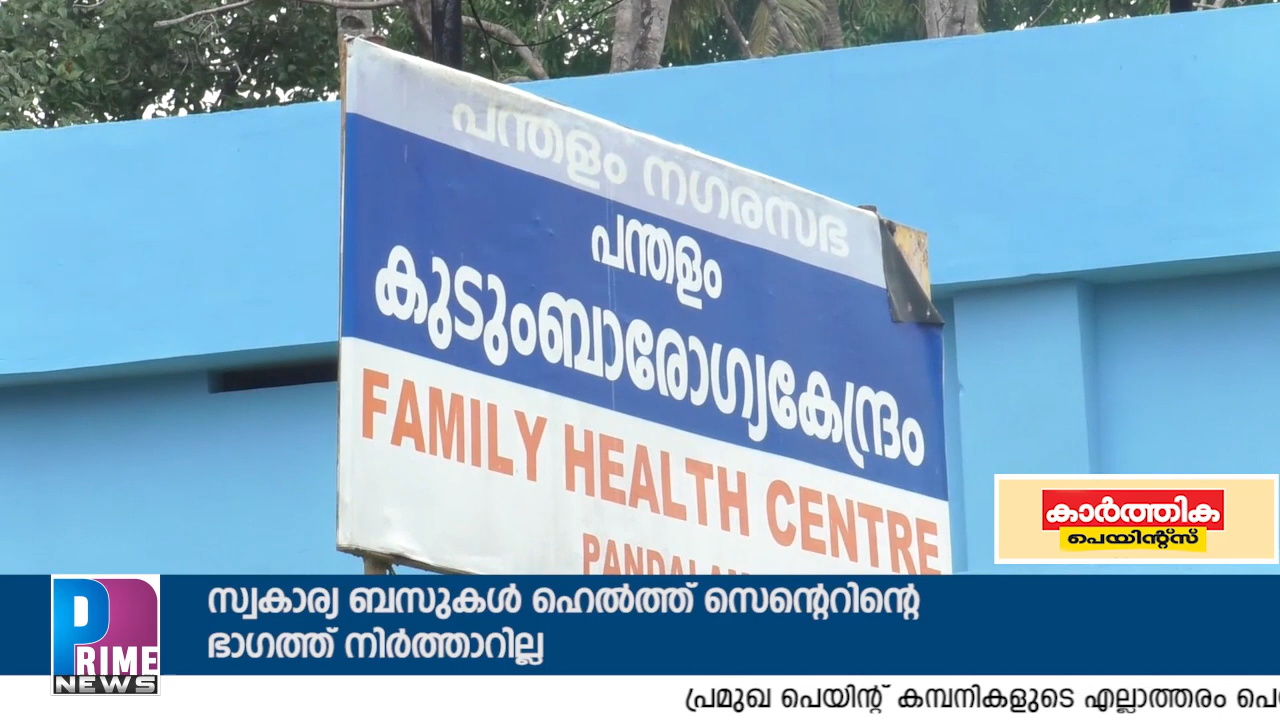 പന്തളം നഗരസഭ
പന്തളം
കുടുംബാരോഗ്യകേന്ദ്രം
FAMILY HEALTH CENTRE
കാർത്തിക
പെയിന്റ്സ്
സ്വകാര്യ ബസുകൾ ഹെൽത്ത് സെന്റെറിന്റെ
ഭാഗത്ത് നിർത്താറില്ല
PRIME
NEWS
പ്രമുഖ പെയിന്റ് കമ്പനികളുടെ എല്ലാത്തരം